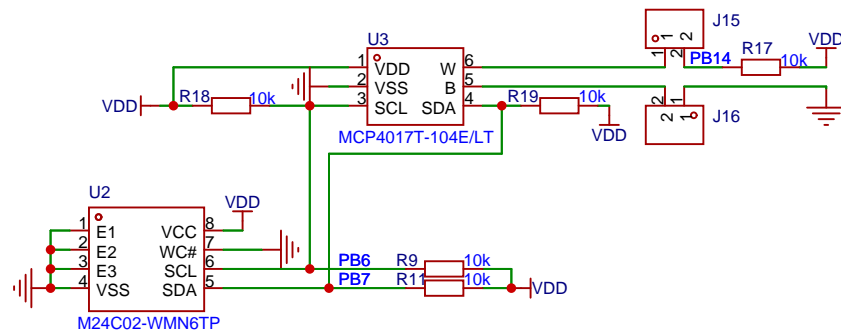 U3
J15
R17
VDD
10k
PB14
1 VDD W 6
2 VSS B 5
3 SCL SDA 4
1 2
VDD
R18
10k
R19
10k
VDD
MCP4017T-104E/LT
2 1
J16
U2
VDD
1 E1 VCC 8
2 E2 WC# 7
3 E3 SCL 6
4 VSS SDA 5
PB6
R9
10k
PB7
R11
10k
VDD
M24C02-WMN6TP